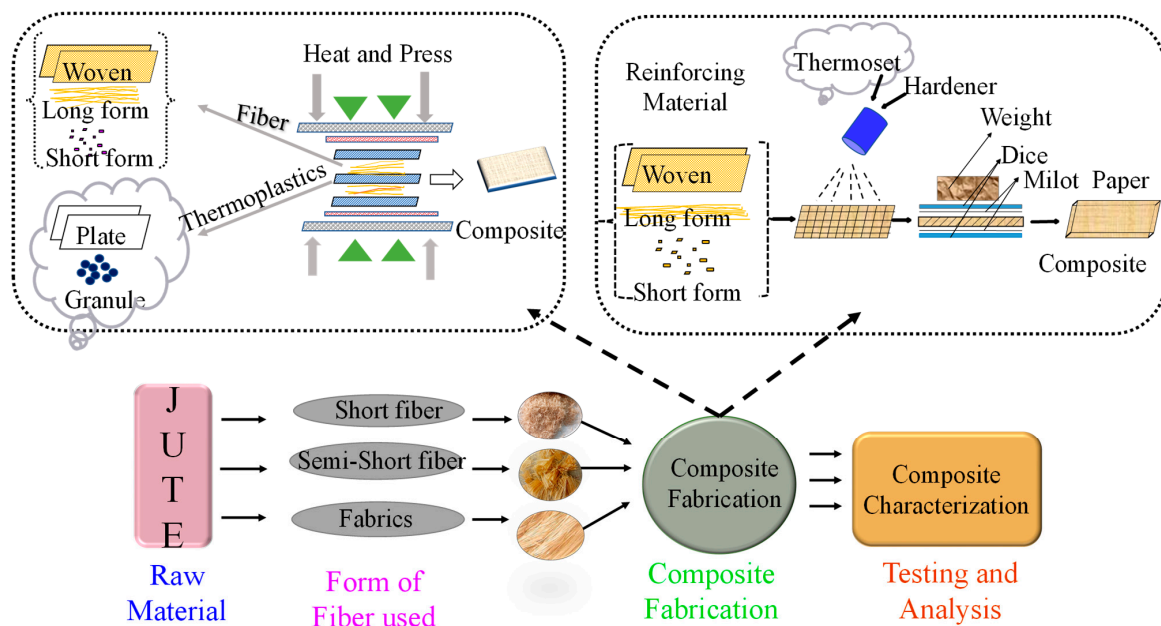 Woven
Long form
Short form
Fiber
Thermoplastics
Plate
Granule
Heat and Press
Composite
Reinforcing
Material
Woven
Long form
Short form
Thermoset
Hardener
Weight
Dice
Milot Paper
Composite
J
U
T
E
Raw
Material
Short fiber
Semi-Short fiber
Fabrics
Form of
Fiber used
Composite
Fabrication
Composite
Fabrication
Composite
Characterization
Testing and
Analysis